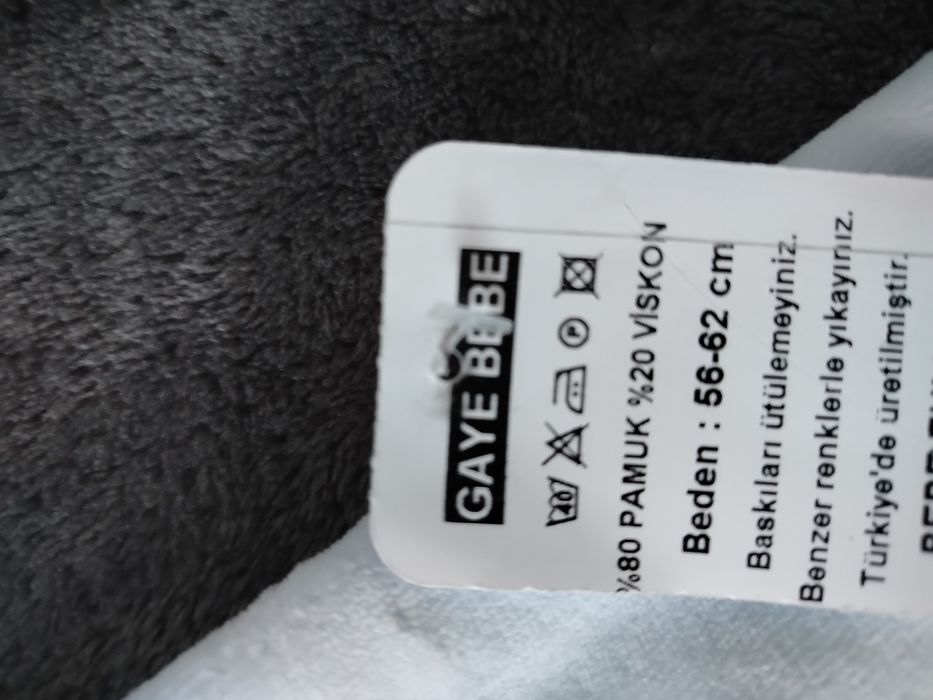 GAYE BEBE
40 P
%80 PAMUK %20 VİSKON
Beden : 56-62 cm
Baskıları ütülemeyiniz.
Benzer renklerle yıkayınız.
Türkiye'de üretilmiştir.